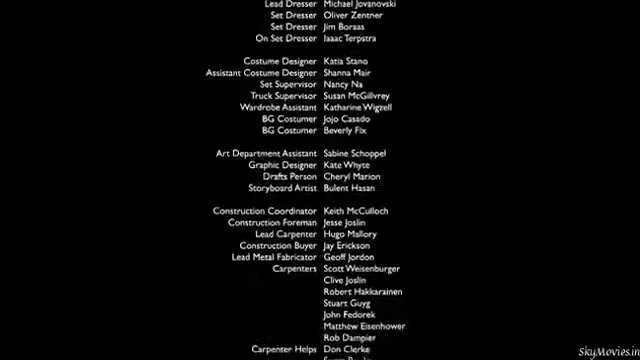 Lead Dresser Michael Jovanovski
Set Dresser Oliver Zentner
Set Dresser Jim Boraas
On Set Dresser Isaac Terpstra
Costume Designer Katia Stano
Assistant Costume Designer Shanna Mair
Set Supervisor Nancy Na
Truck Supervisor Susan McGillvrey
Wardrobe Assistant Katharine Wigzell
BG Costumer Jojo Casado
BG Costumer Beverly Fix
Art Department Assistant Sabine Schoppel
Graphic Designer Kate Whyte
Drafts Person Cheryl Marion
Storyboard Artist Bulent Hasan
Construction Coordinator Keith McCulloch
Construction Foreman Jesse Joslin
Lead Carpenter Hugo Mallory
Construction Buyer Jay Erickson
Lead Metal Fabricator Geoff Jordon
Carpenters Scott Weisenburger
Clive Joslin
Robert Hakkarainen
Stuart Guyg
John Fedorek
Matthew Eisenhower
Rob Dampier
Carpenter Helps Don Clerke
SkyMovies.in